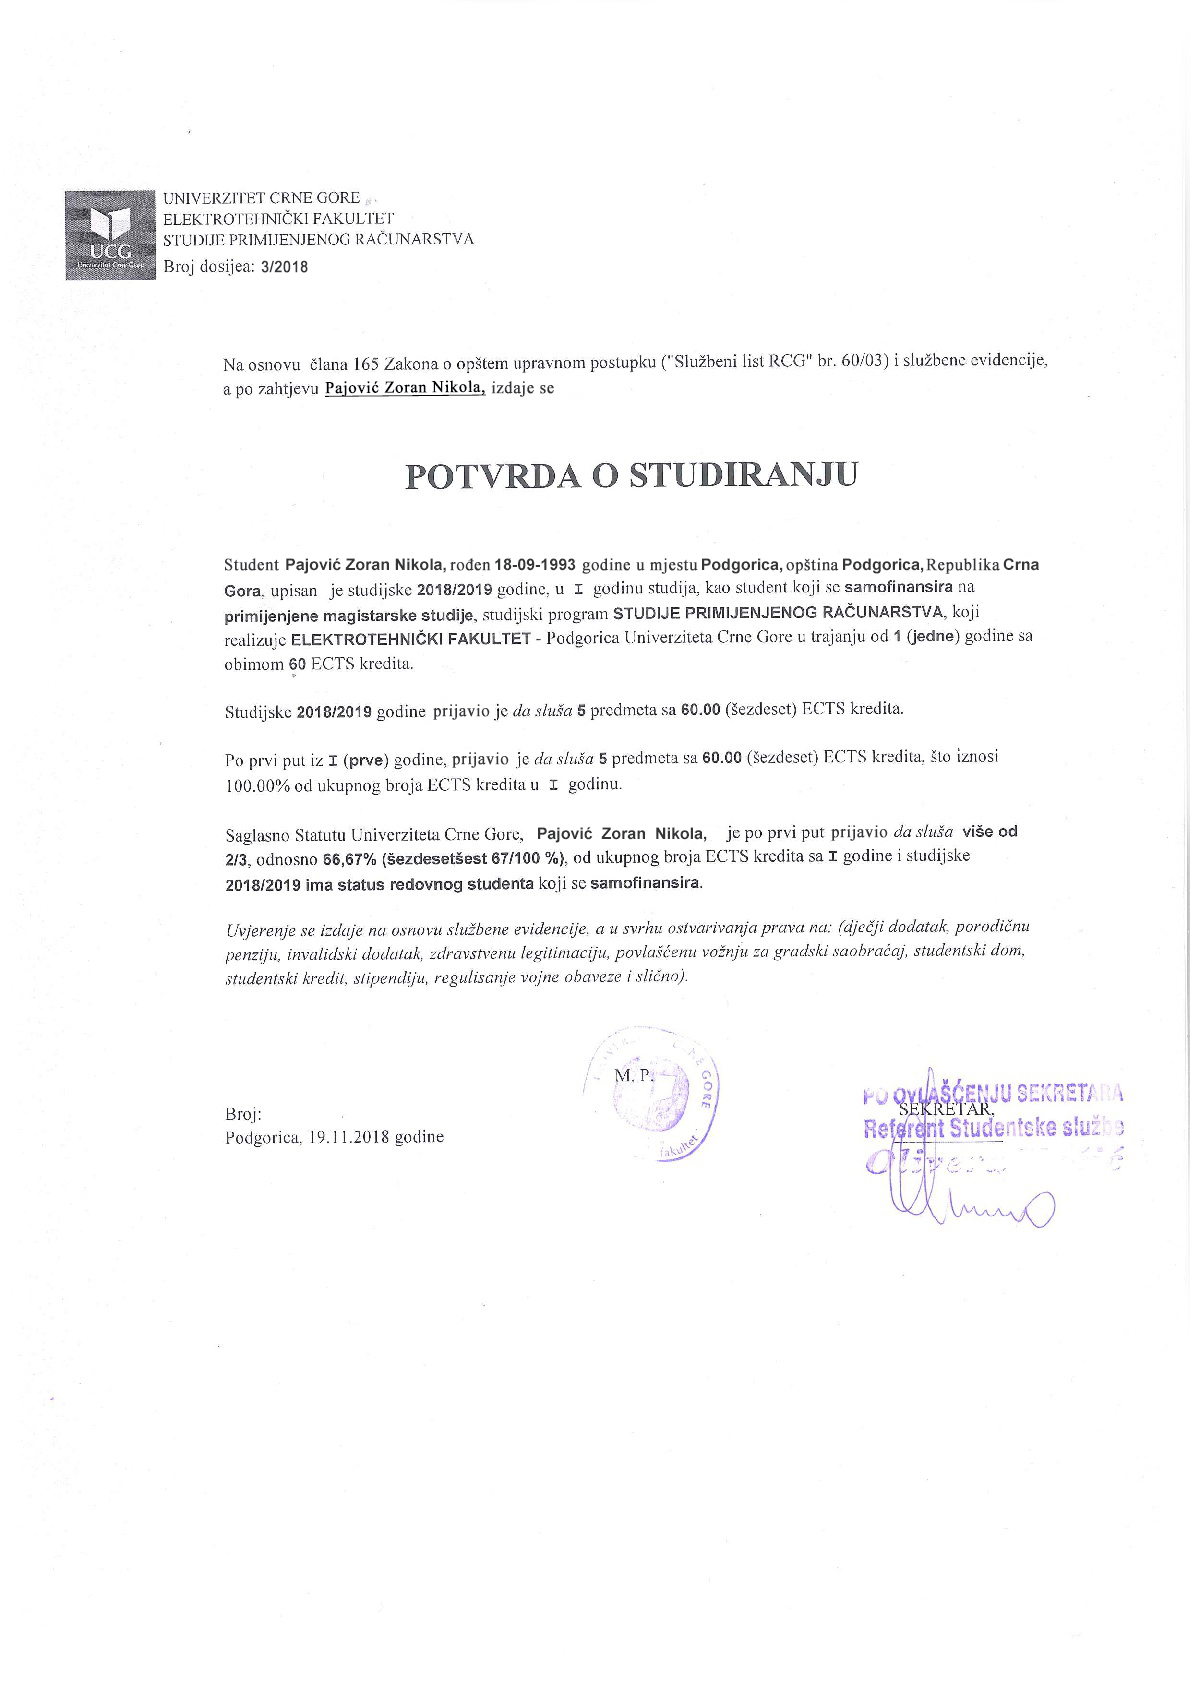 UNIVERZITET CRNE GORE
ELEKTROTEHNIČKI FAKULTET
STUDIJE PRIMIJENJENOG RAČUNARSTVA
Broj dosijea: 3/2018
UCG
Univerzitet Crne Gore
Na osnovu člana 165 Zakona o opštem upravnom postupku ("Službeni list RCG" br. 60/03) i službene evidencije,
a po zahtjevu Pajović Zoran Nikola, izdaje se
POTVRDA O STUDIRANJU
Student Pajović Zoran Nikola, rođen 18-09-1993 godine u mjestu Podgorica, opština Podgorica, Republika Crna
Gora, upisan je studijske 2018/2019 godine, u I godinu studija, kao student koji se samofinansira na
primijenjene magistarske studije, studijski program STUDIJE PRIMIJENJENOG RAČUNARSTVA, koji
realizuje ELEKTROTEHNIČKI FAKULTET - Podgorica Univerziteta Crne Gore u trajanju od 1 (jedne) godine sa
obimom 60 ECTS kredita.
Studijske 2018/2019 godine prijavio je da sluša 5 predmeta sa 60.00 (šezdeset) ECTS kredita.
Po prvi put iz I (prve) godine, prijavio je da sluša 5 predmeta sa 60.00 (šezdeset) ECTS kredita, što iznosi
100.00% od ukupnog broja ECTS kredita u I godinu.
Saglasno Statutu Univerziteta Crne Gore, Pajović Zoran Nikola, je po prvi put prijavio da sluša više od
2/3, odnosno 66,67% (šezdesetšest 67/100 %), od ukupnog broja ECTS kredita sa I godine i studijske
2018/2019 ima status redovnog studenta koji se samofinansira.
Uvjerenje se izdaje na osnovu službene evidencije, a u svrhu ostvarivanja prava na: (dječji dodatak, porodičnu
penziju, invalidski dodatak, zdravstvenu legitimaciju, povlašćenu vožnju za gradski saobraćaj, studentski dom,
studentski kredit, stipendiju, regulisanje vojne obaveze i slično).
M. P.
GORE
fakultet
PO OVLAŠĆENJU SEKRETARA
SEKRETAR,
Referent Studentske službe
Broj:
Podgorica, 19.11.2018 godine